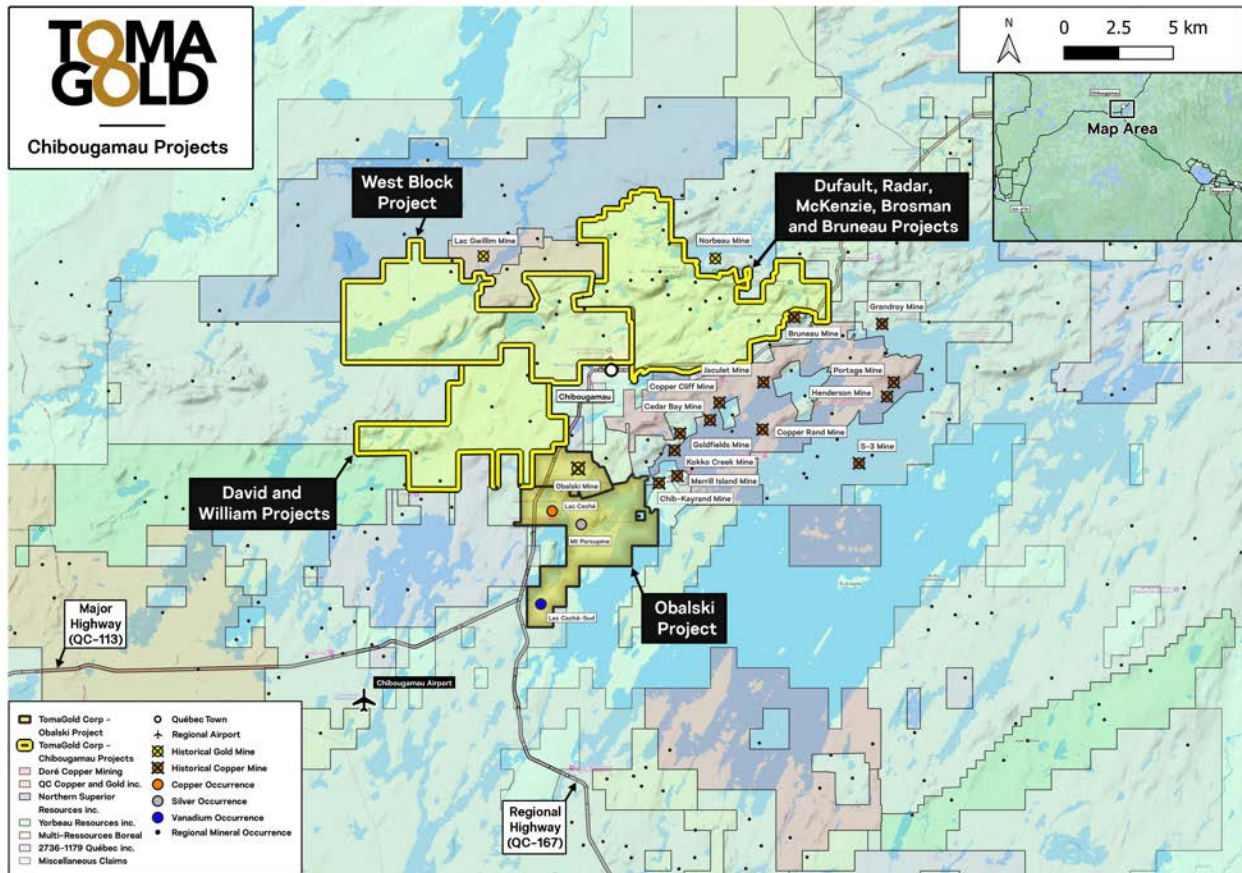 TOMA
GOLD
Chibougamau Projects
N
0 2.5 5 km
Chibougamau
Map Area
West Block
Project
Dufault, Radar,
McKenzie, Brosman
and Bruneau Projects
Lac Gwillim Mine
Norbeau Mine
Grandroy Mine
Bruneau Mine
Jaculet Mine
Portage Mine
Copper Cliff Mine
Henderson Mine
Chibougamau
Cedar Bay Mine
Copper Rand Mine
Goldfields Mine
S-3 Mine
Kokko Creek Mine
Merrill Island Mine
Chib-Kayrand Mine
Obalski Mine
David and
William Projects
Lac Caché
Mt Porcupine
Obalski
Project
Lac Caché-Sud
Major
Highway
(QC-113)
Chibougamau Airport
Regional
Highway
(QC-167)
TomaGold Corp -
Obalski Project
TomaGold Corp -
Chibougamau Projects
Doré Copper Mining
QC Copper and Gold inc.
Northern Superior
Resources inc.
Yorbeau Resources inc.
Multi-Ressources Boreal
2736-1179 Québec inc.
Miscellaneous Claims
Québec Town
Regional Airport
Historical Gold Mine
Historical Copper Mine
Copper Occurrence
Silver Occurrence
Vanadium Occurrence
Regional Mineral Occurrence